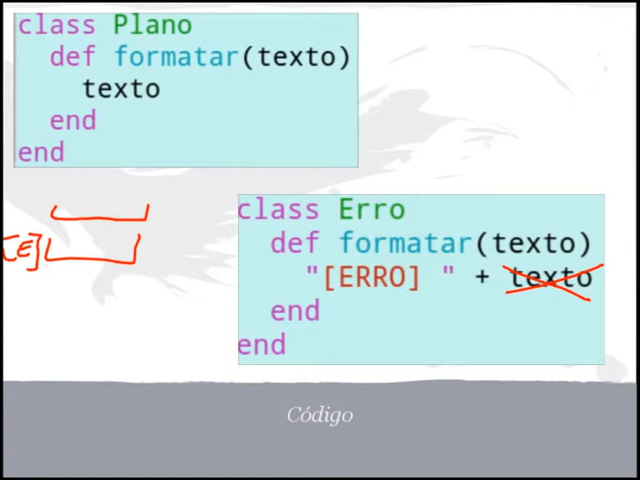 class Plano
  def formatar(texto)
    texto
  end
end
[E]
class Erro
  def formatar(texto)
    "[ERRO] " + texto
  end
end
Código